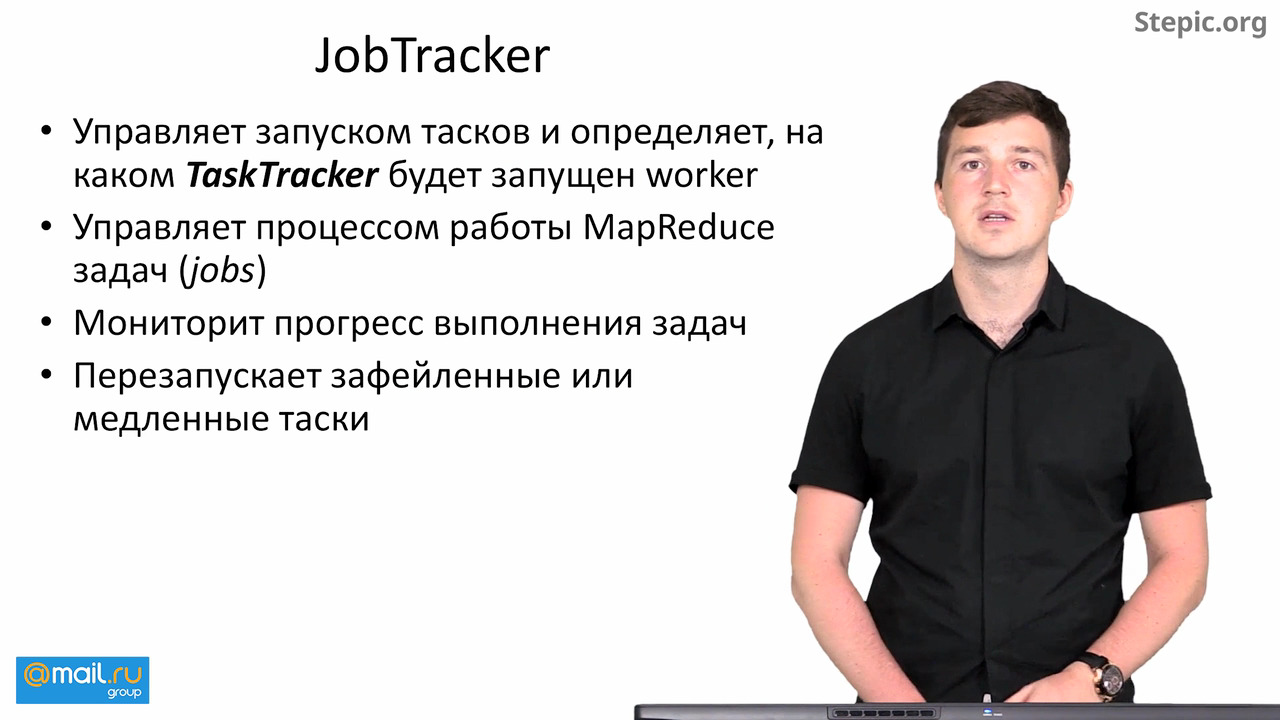 Stepic.org
JobTracker
• Управляет запуском тасков и определяет, на
каком TaskTracker будет запущен worker
• Управляет процессом работы MapReduce
задач (jobs)
• Мониторит прогресс выполнения задач
• Перезапускает зафейленные или
медленные таски
@mail.ru
group